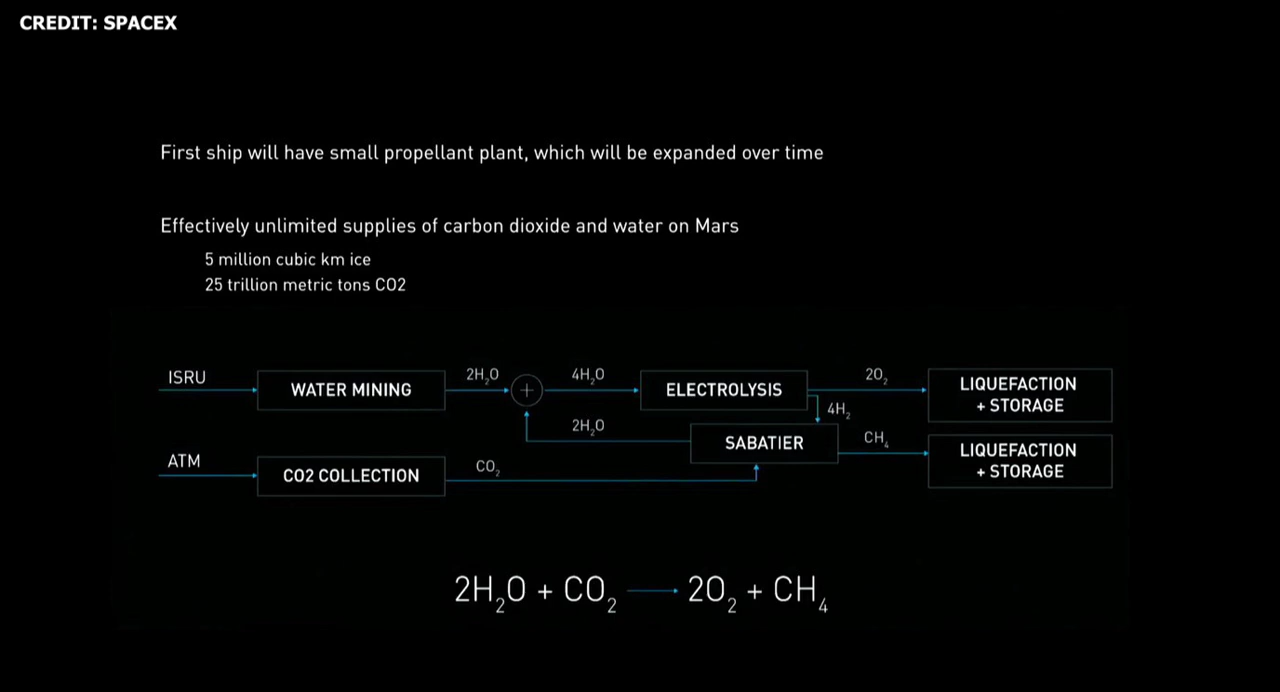 CREDIT: SPACEX
First ship will have small propellant plant, which will be expanded over time
Effectively unlimited supplies of carbon dioxide and water on Mars
5 million cubic km ice
25 trillion metric tons CO2
ISRU
WATER MINING
2H₂O
+
4H₂O
ELECTROLYSIS
2O₂
LIQUEFACTION
+ STORAGE
4H₂
2H₂O
SABATIER
CH₄
LIQUEFACTION
+ STORAGE
ATM
CO2 COLLECTION
CO₂
2H₂O + CO₂ → 2O₂ + CH₄